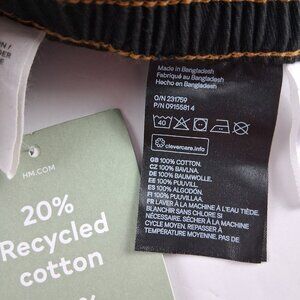 Made in Bangladesh
Fabriqué au Bangladesh
Hecho en Bangladesh
O/N 231759
P/N 0915581 4
40
clevercare.info
GB 100% COTTON.
CZ 100% BAVLNA.
DE 100% BAUMWOLLE.
EE 100% PUUVILL.
ES 100% ALGODÓN.
FI 100% PUUVILLAA.
FR LAVER À LA MACHINE À L'EAU TIÈDE.
BLANCHIR SANS CHLORE SI
NÉCESSAIRE. SÉCHER À LA MACHINE
CYCLE MOYEN. REPASSER À
TEMPÉRATURE MOYENNE. PAS DE
HM.COM
20%
Recycled
cotton